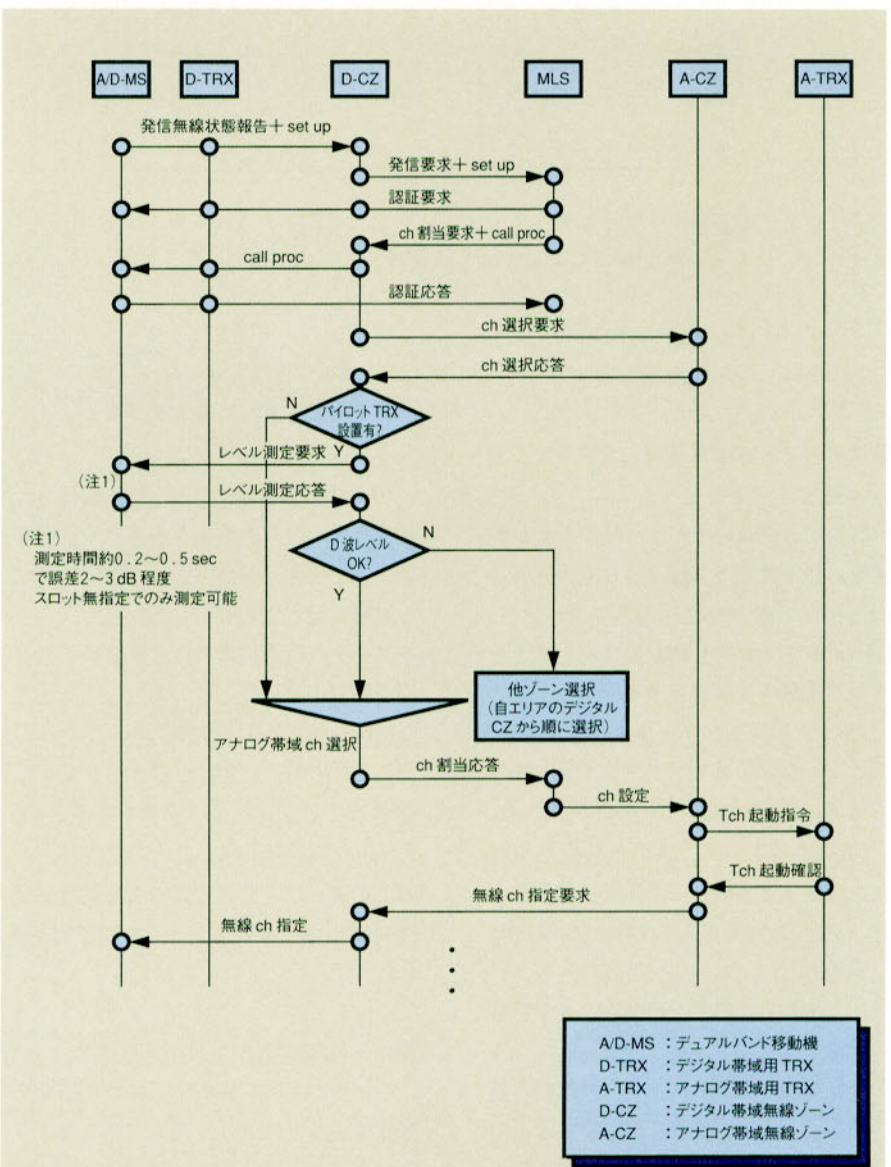 A/D-MS D-TRX D-CZ MLS A-CZ A-TRX
発信無線状態報告＋set up
発信要求＋set up
認証要求
ch 割当要求＋call proc
call proc
認証応答
ch 選択要求
ch 選択応答
N
パイロット TRX
設置有?
Y
レベル測定要求
(注1)
レベル測定応答
(注1)
測定時間約0.2～0.5 sec
で誤差2～3 dB 程度
スロット無指定でのみ測定可能
D 波レベル
OK?
N
Y
他ゾーン選択
(自エリアのデジタル
CZ から順に選択)
アナログ帯域 ch 選択
ch 割当応答
ch 設定
Tch 起動指令
Tch 起動確認
無線 ch 指定要求
無線 ch 指定
A/D-MS ：デュアルバンド移動機
D-TRX ：デジタル帯域用 TRX
A-TRX ：アナログ帯域用 TRX
D-CZ ：デジタル帯域無線ゾーン
A-CZ ：アナログ帯域無線ゾーン